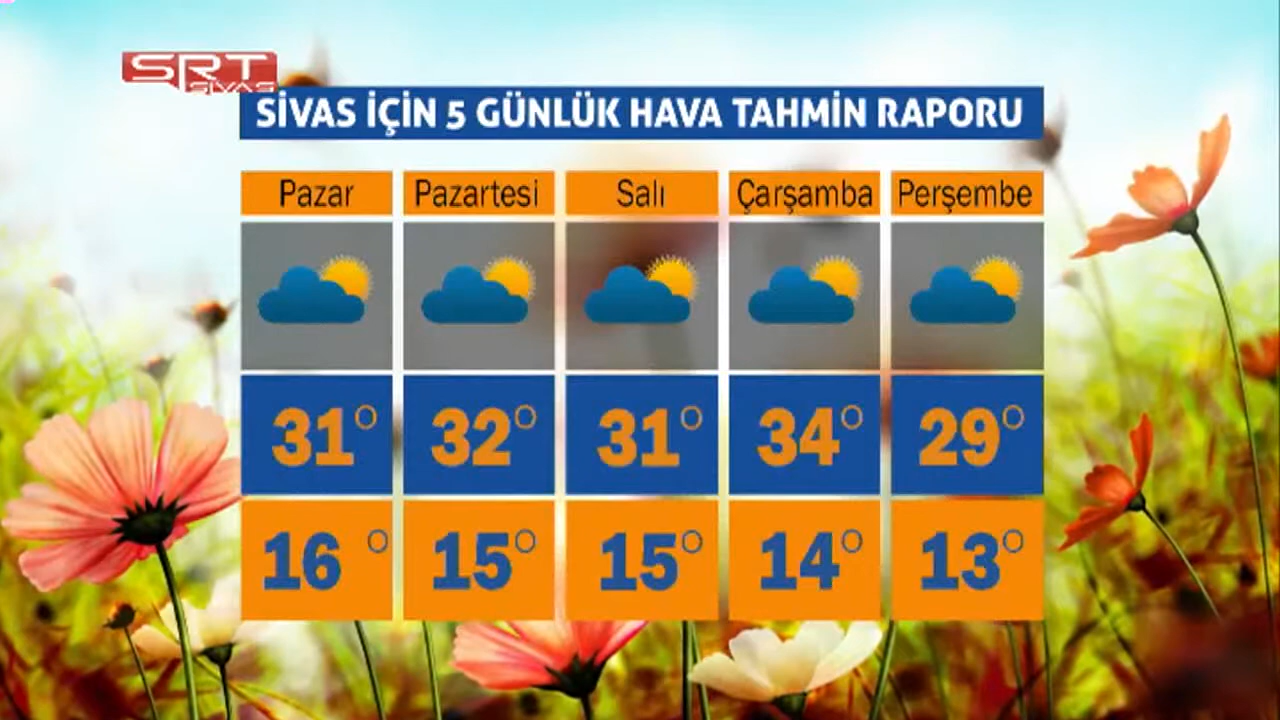 SRT
SİVAS
SİVAS İÇİN 5 GÜNLÜK HAVA TAHMİN RAPORU
Pazar Pazartesi Salı Çarşamba Perşembe
31° 32° 31° 34° 29°
16 ° 15° 15° 14° 13°